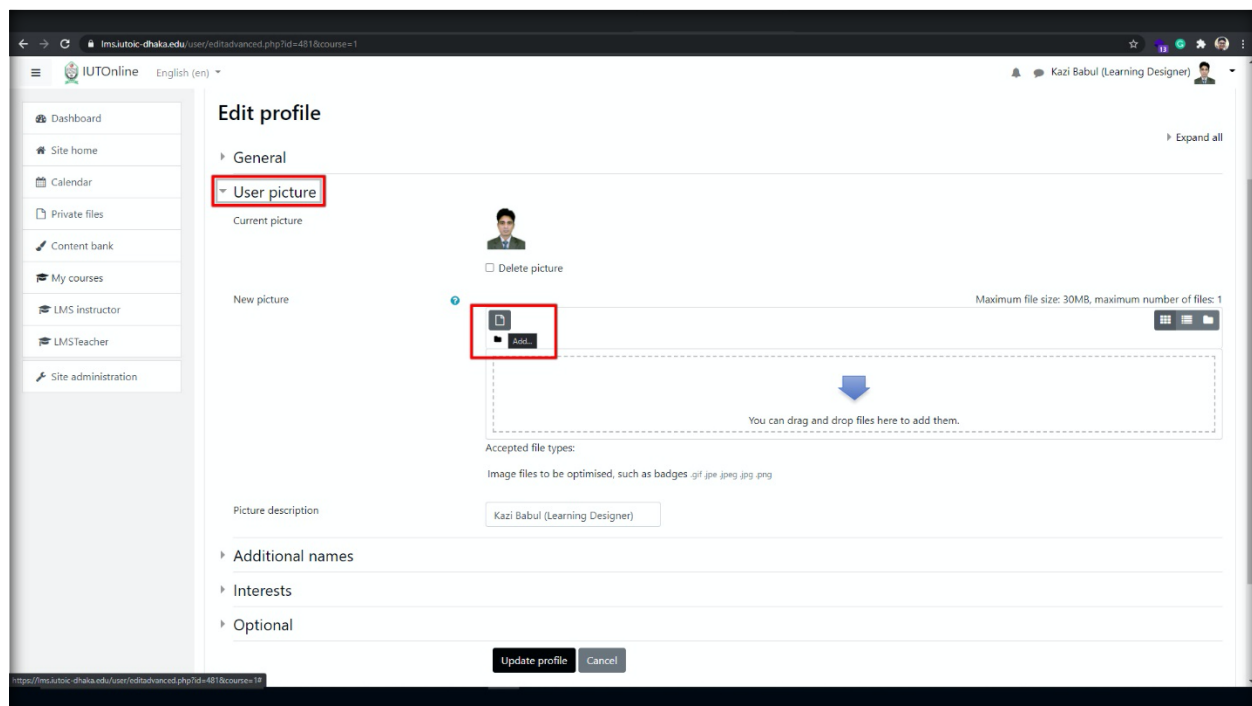 lms.iutoic-dhaka.edu/user/editadvanced.php?id=481&course=1
13
IUTOnline English (en)
Kazi Babul (Learning Designer)
Dashboard
Site home
Calendar
Private files
Content bank
My courses
LMS instructor
LMSTeacher
Site administration
Edit profile
Expand all
General
User picture
Current picture
Delete picture
New picture
Maximum file size: 30MB, maximum number of files: 1
Add...
You can drag and drop files here to add them.
Accepted file types:
Image files to be optimised, such as badges .gif .jpe .jpeg .jpg .png
Picture description
Kazi Babul (Learning Designer)
Additional names
Interests
Optional
Update profile Cancel
https://lms.iutoic-dhaka.edu/user/editadvanced.php?id=481&course=1#